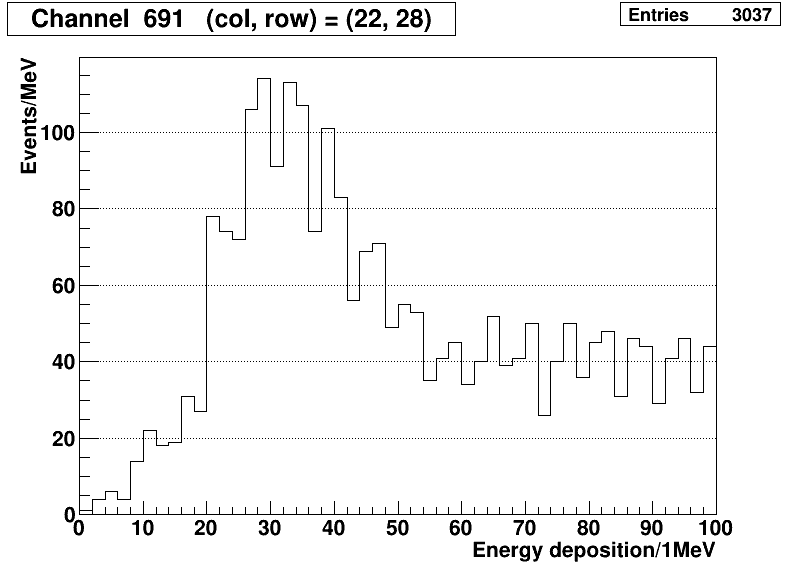 Channel 691 (col, row) = (22, 28)
Entries 3037
Events/MeV
100
80
60
40
20
0
0 10 20 30 40 50 60 70 80 90 100
Energy deposition/1MeV